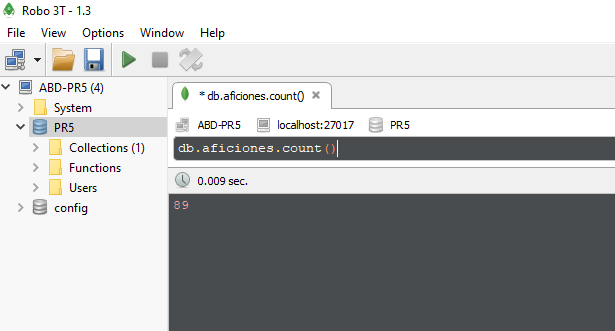 Robo 3T - 1.3
File View Options Window Help
ABD-PR5 (4)
System
PR5
Collections (1)
Functions
Users
config
* db.aficiones.count()
ABD-PR5 localhost:27017 PR5
db.aficiones.count()
0.009 sec.
89